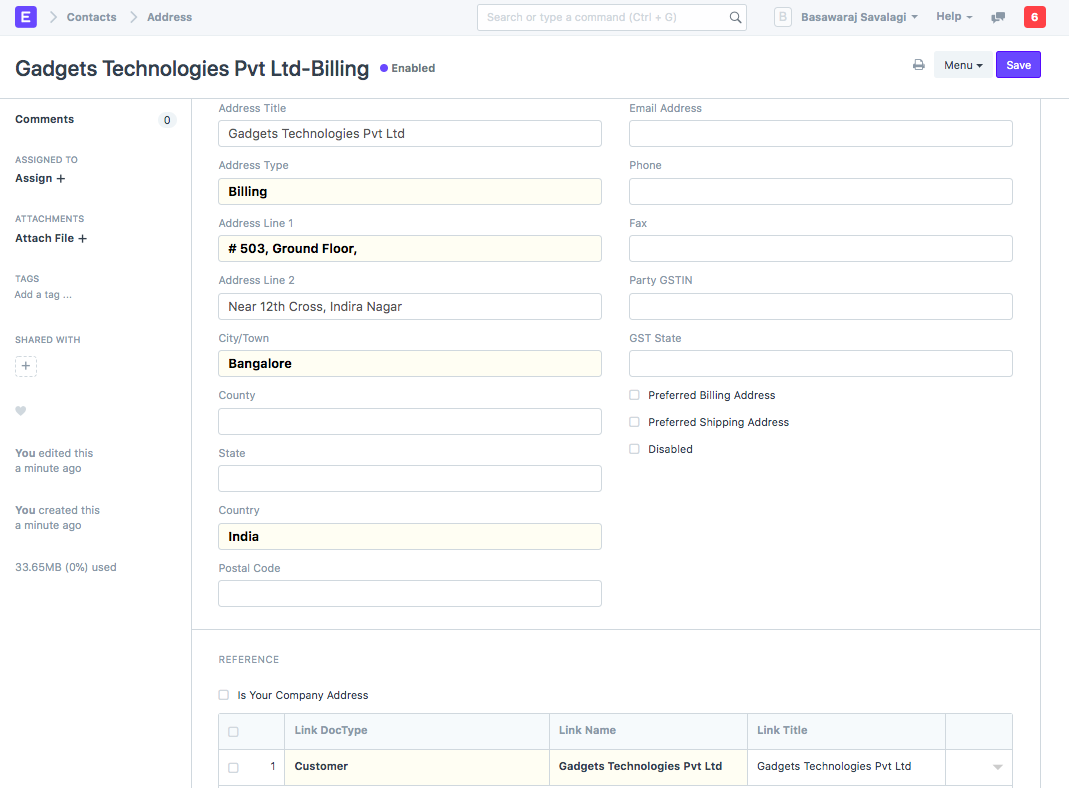 E Contacts Address Search or type a command (Ctrl + G) B Basawaraj Savalagi Help 6
Gadgets Technologies Pvt Ltd-Billing Enabled Menu Save
Comments 0
ASSIGNED TO
Assign +
ATTACHMENTS
Attach File +
TAGS
Add a tag ...
SHARED WITH
+
You edited this
a minute ago
You created this
a minute ago
33.65MB (0%) used
Address Title
Gadgets Technologies Pvt Ltd
Address Type
Billing
Address Line 1
# 503, Ground Floor,
Address Line 2
Near 12th Cross, Indira Nagar
City/Town
Bangalore
County
State
Country
India
Postal Code
Email Address
Phone
Fax
Party GSTIN
GST State
Preferred Billing Address
Preferred Shipping Address
Disabled
REFERENCE
Is Your Company Address
Link DocType Link Name Link Title
1 Customer Gadgets Technologies Pvt Ltd Gadgets Technologies Pvt Ltd